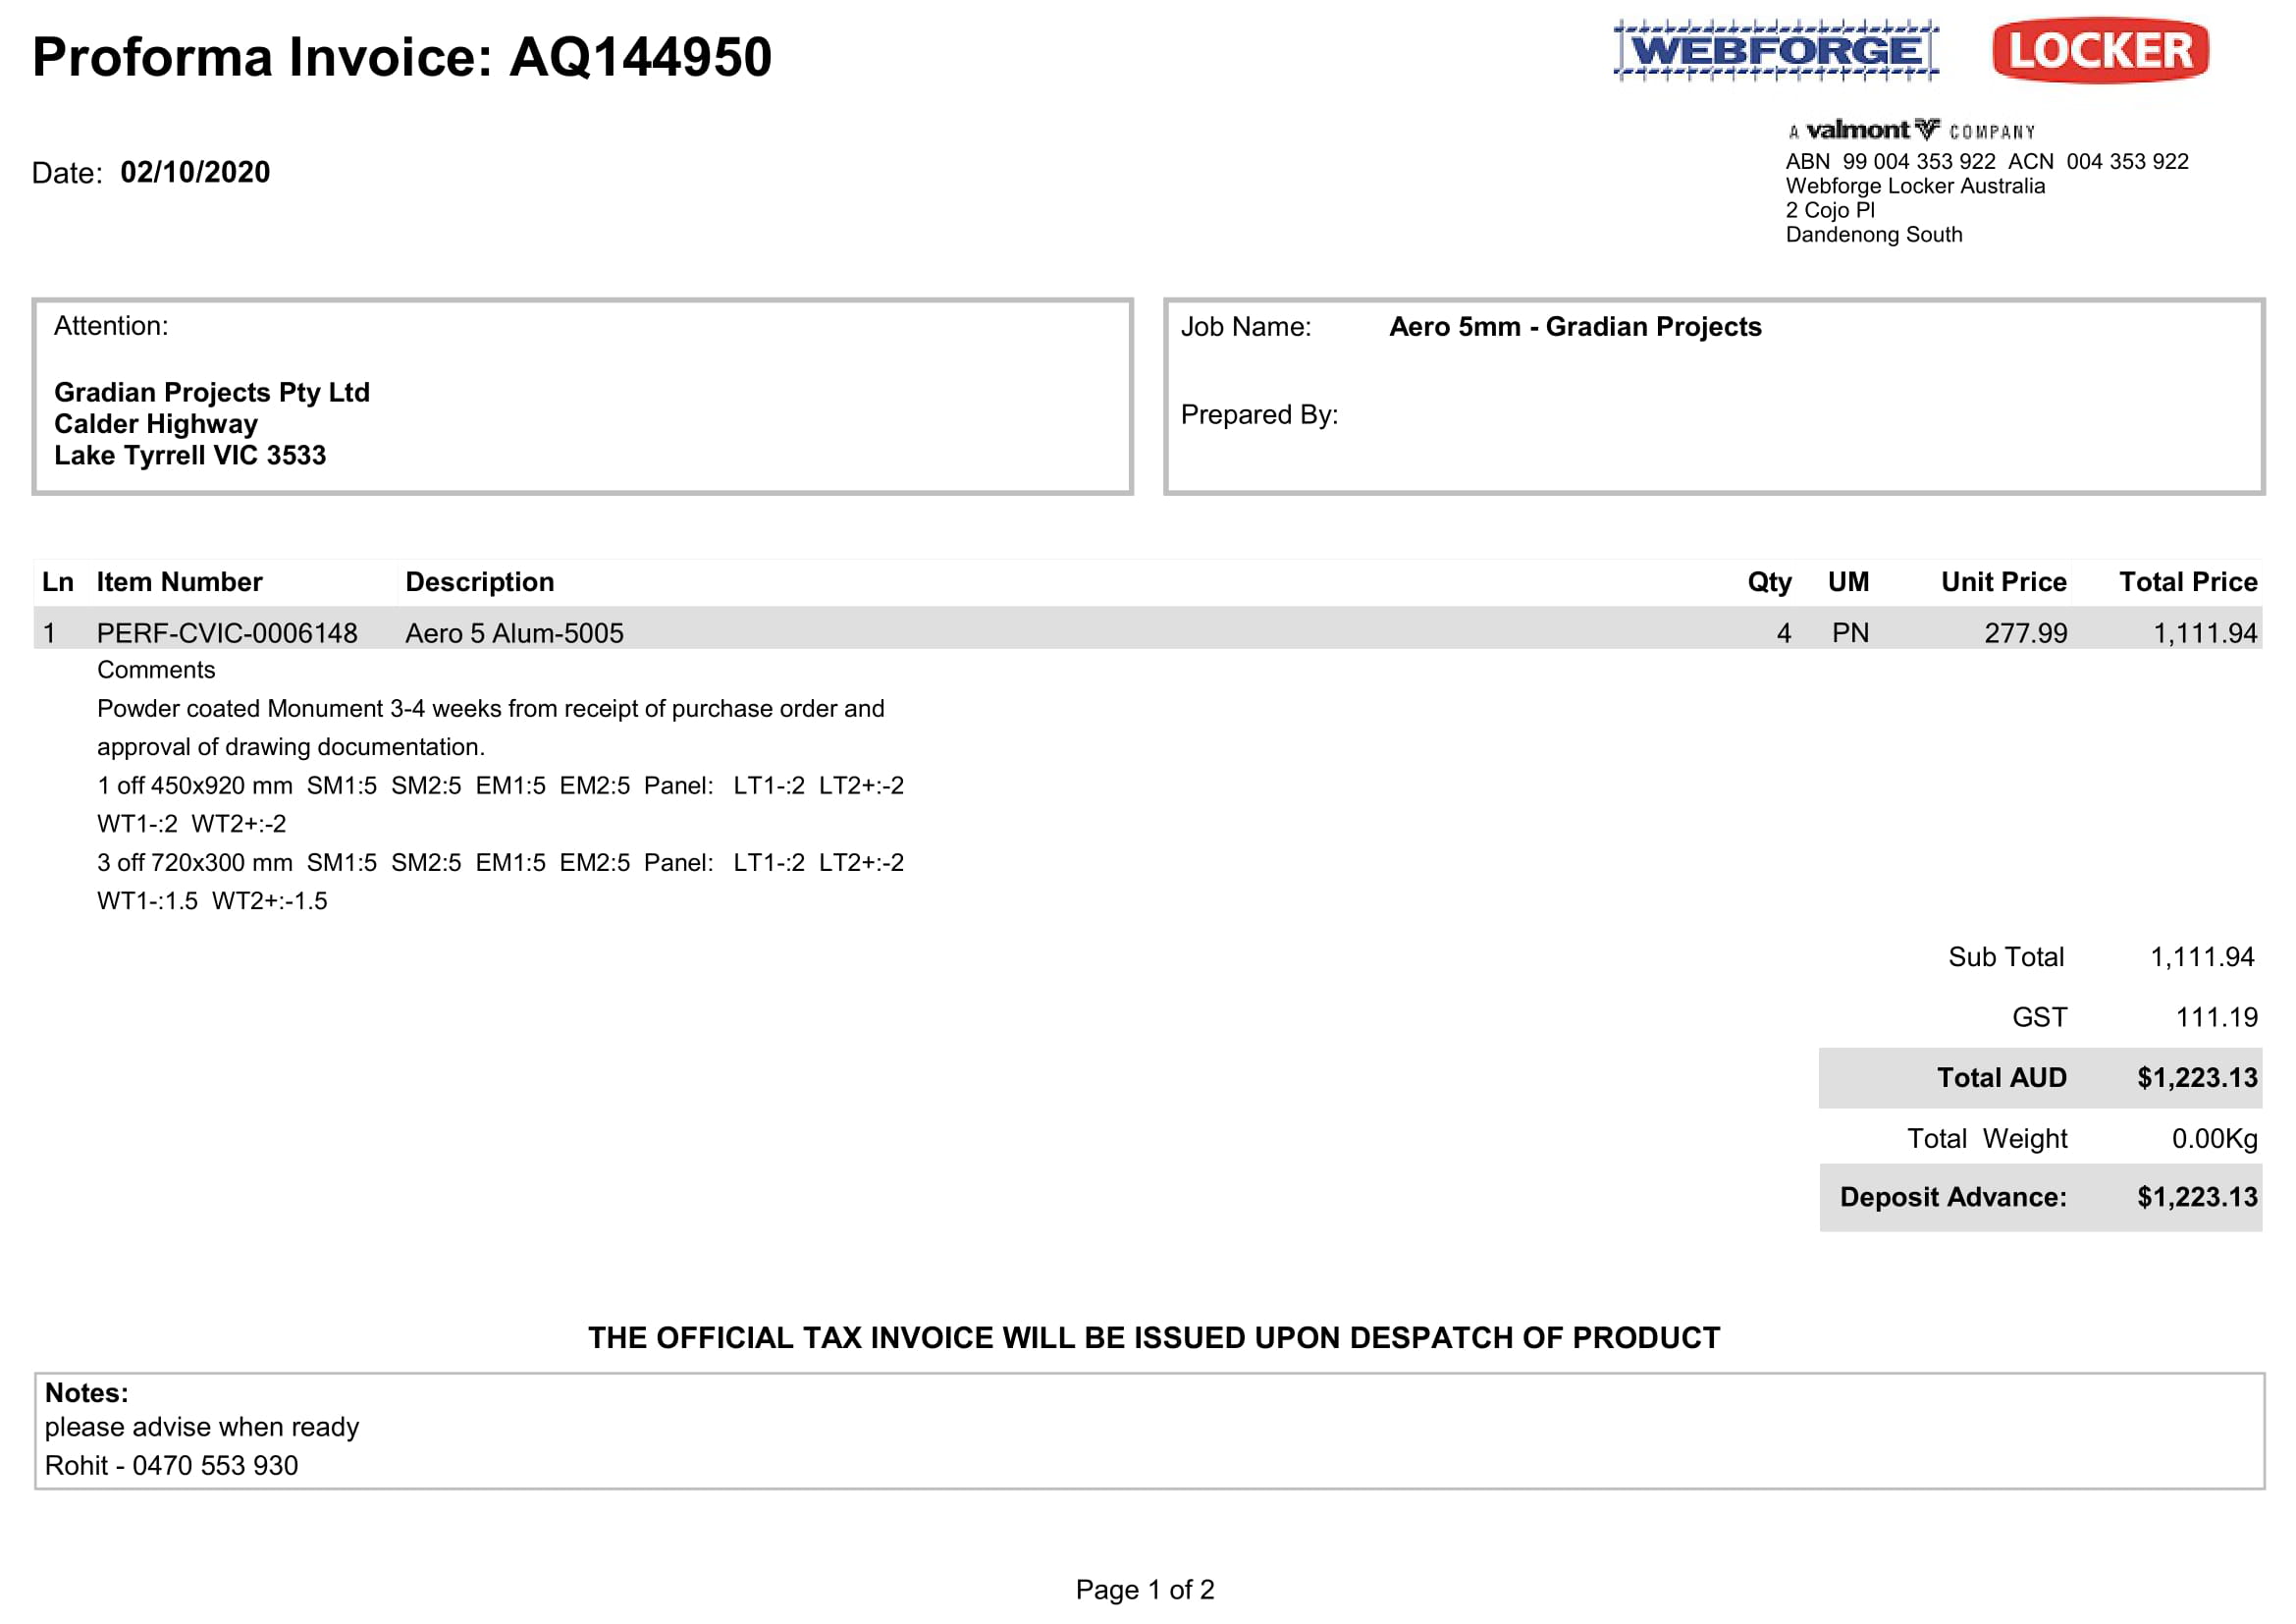 Proforma Invoice: AQ144950
WEBFORGE LOCKER
A valmont COMPANY
Date: 02/10/2020
ABN 99 004 353 922 ACN 004 353 922
Webforge Locker Australia
2 Cojo Pl
Dandenong South
Attention:
Gradian Projects Pty Ltd
Calder Highway
Lake Tyrrell VIC 3533
Job Name: Aero 5mm - Gradian Projects
Prepared By:
Ln Item Number Description Qty UM Unit Price Total Price
1 PERF-CVIC-0006148 Aero 5 Alum-5005 4 PN 277.99 1,111.94
Comments
Powder coated Monument 3-4 weeks from receipt of purchase order and
approval of drawing documentation.
1 off 450x920 mm SM1:5 SM2:5 EM1:5 EM2:5 Panel: LT1-:2 LT2+:-2
WT1-:2 WT2+:-2
3 off 720x300 mm SM1:5 SM2:5 EM1:5 EM2:5 Panel: LT1-:2 LT2+:-2
WT1-:1.5 WT2+:-1.5
Sub Total 1,111.94
GST 111.19
Total AUD $1,223.13
Total Weight 0.00Kg
Deposit Advance: $1,223.13
THE OFFICIAL TAX INVOICE WILL BE ISSUED UPON DESPATCH OF PRODUCT
Notes:
please advise when ready
Rohit - 0470 553 930
Page 1 of 2